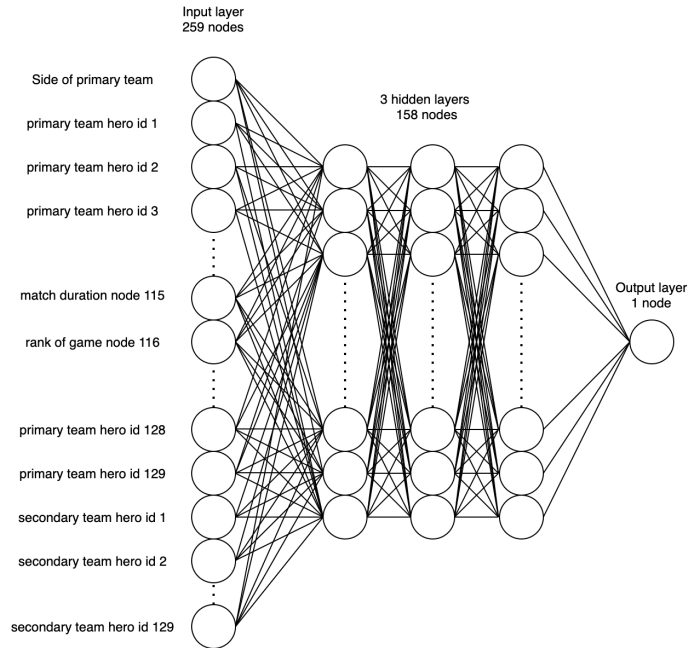 Input layer
259 nodes
Side of primary team
primary team hero id 1
primary team hero id 2
primary team hero id 3
match duration node 115
rank of game node 116
primary team hero id 128
primary team hero id 129
secondary team hero id 1
secondary team hero id 2
secondary team hero id 129
3 hidden layers
158 nodes
Output layer
1 node